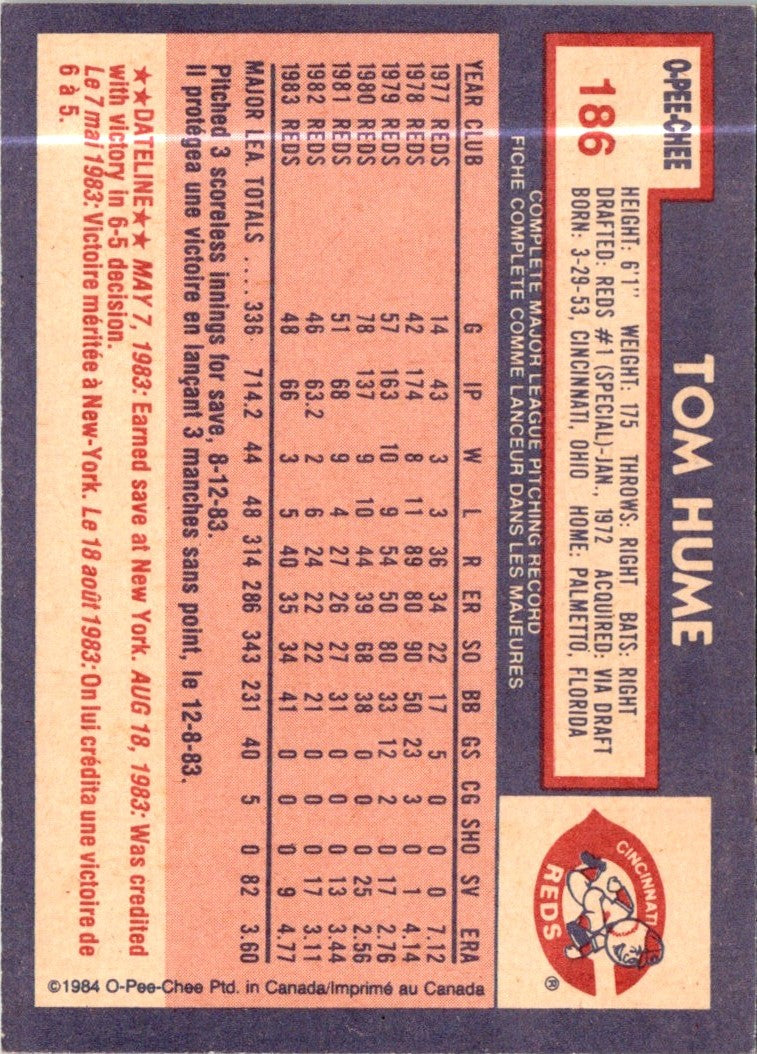 O-PEE-CHEE
186
TOM HUME
HEIGHT: 6'1" WEIGHT: 175 THROWS: RIGHT BATS: RIGHT
DRAFTED: REDS #1 (SPECIAL)-JAN., 1972 ACQUIRED: VIA DRAFT
BORN: 3-29-53, CINCINNATI, OHIO HOME: PALMETTO, FLORIDA
CINCINNATI
REDS
®
COMPLETE MAJOR LEAGUE PITCHING RECORD
FICHE COMPLÈTE COMME LANCEUR DANS LES MAJEURES
YEAR CLUB G IP W L R ER SO BB GS CG SHO SV ERA
1977 REDS 14 43 3 3 36 34 22 17 5 0 0 0 7.12
1978 REDS 42 174 8 11 89 80 90 50 23 3 0 1 4.14
1979 REDS 57 163 10 9 54 50 80 33 12 2 0 17 2.76
1980 REDS 78 137 9 10 44 39 68 38 0 0 0 25 2.56
1981 REDS 51 68 9 4 27 26 27 31 0 0 0 13 3.44
1982 REDS 46 63.2 2 6 24 22 22 21 0 0 0 17 3.11
1983 REDS 48 66 3 5 40 35 34 41 0 0 0 9 4.77
MAJOR LEA. TOTALS .... 336 714.2 44 48 314 286 343 231 40 5 0 82 3.60
Pitched 3 scoreless innings for save, 8-12-83.
Il protégea une victoire en lançant 3 manches sans point, le 12-8-83.
★★DATELINE★★ MAY 7, 1983: Earned save at New York. AUG 18, 1983: Was credited
with victory in 6-5 decision.
Le 7 mai 1983: Victoire méritée à New-York. Le 18 août 1983: On lui crédita une victoire de
6 à 5.
©1984 O-Pee-Chee Ptd. in Canada/Imprimé au Canada